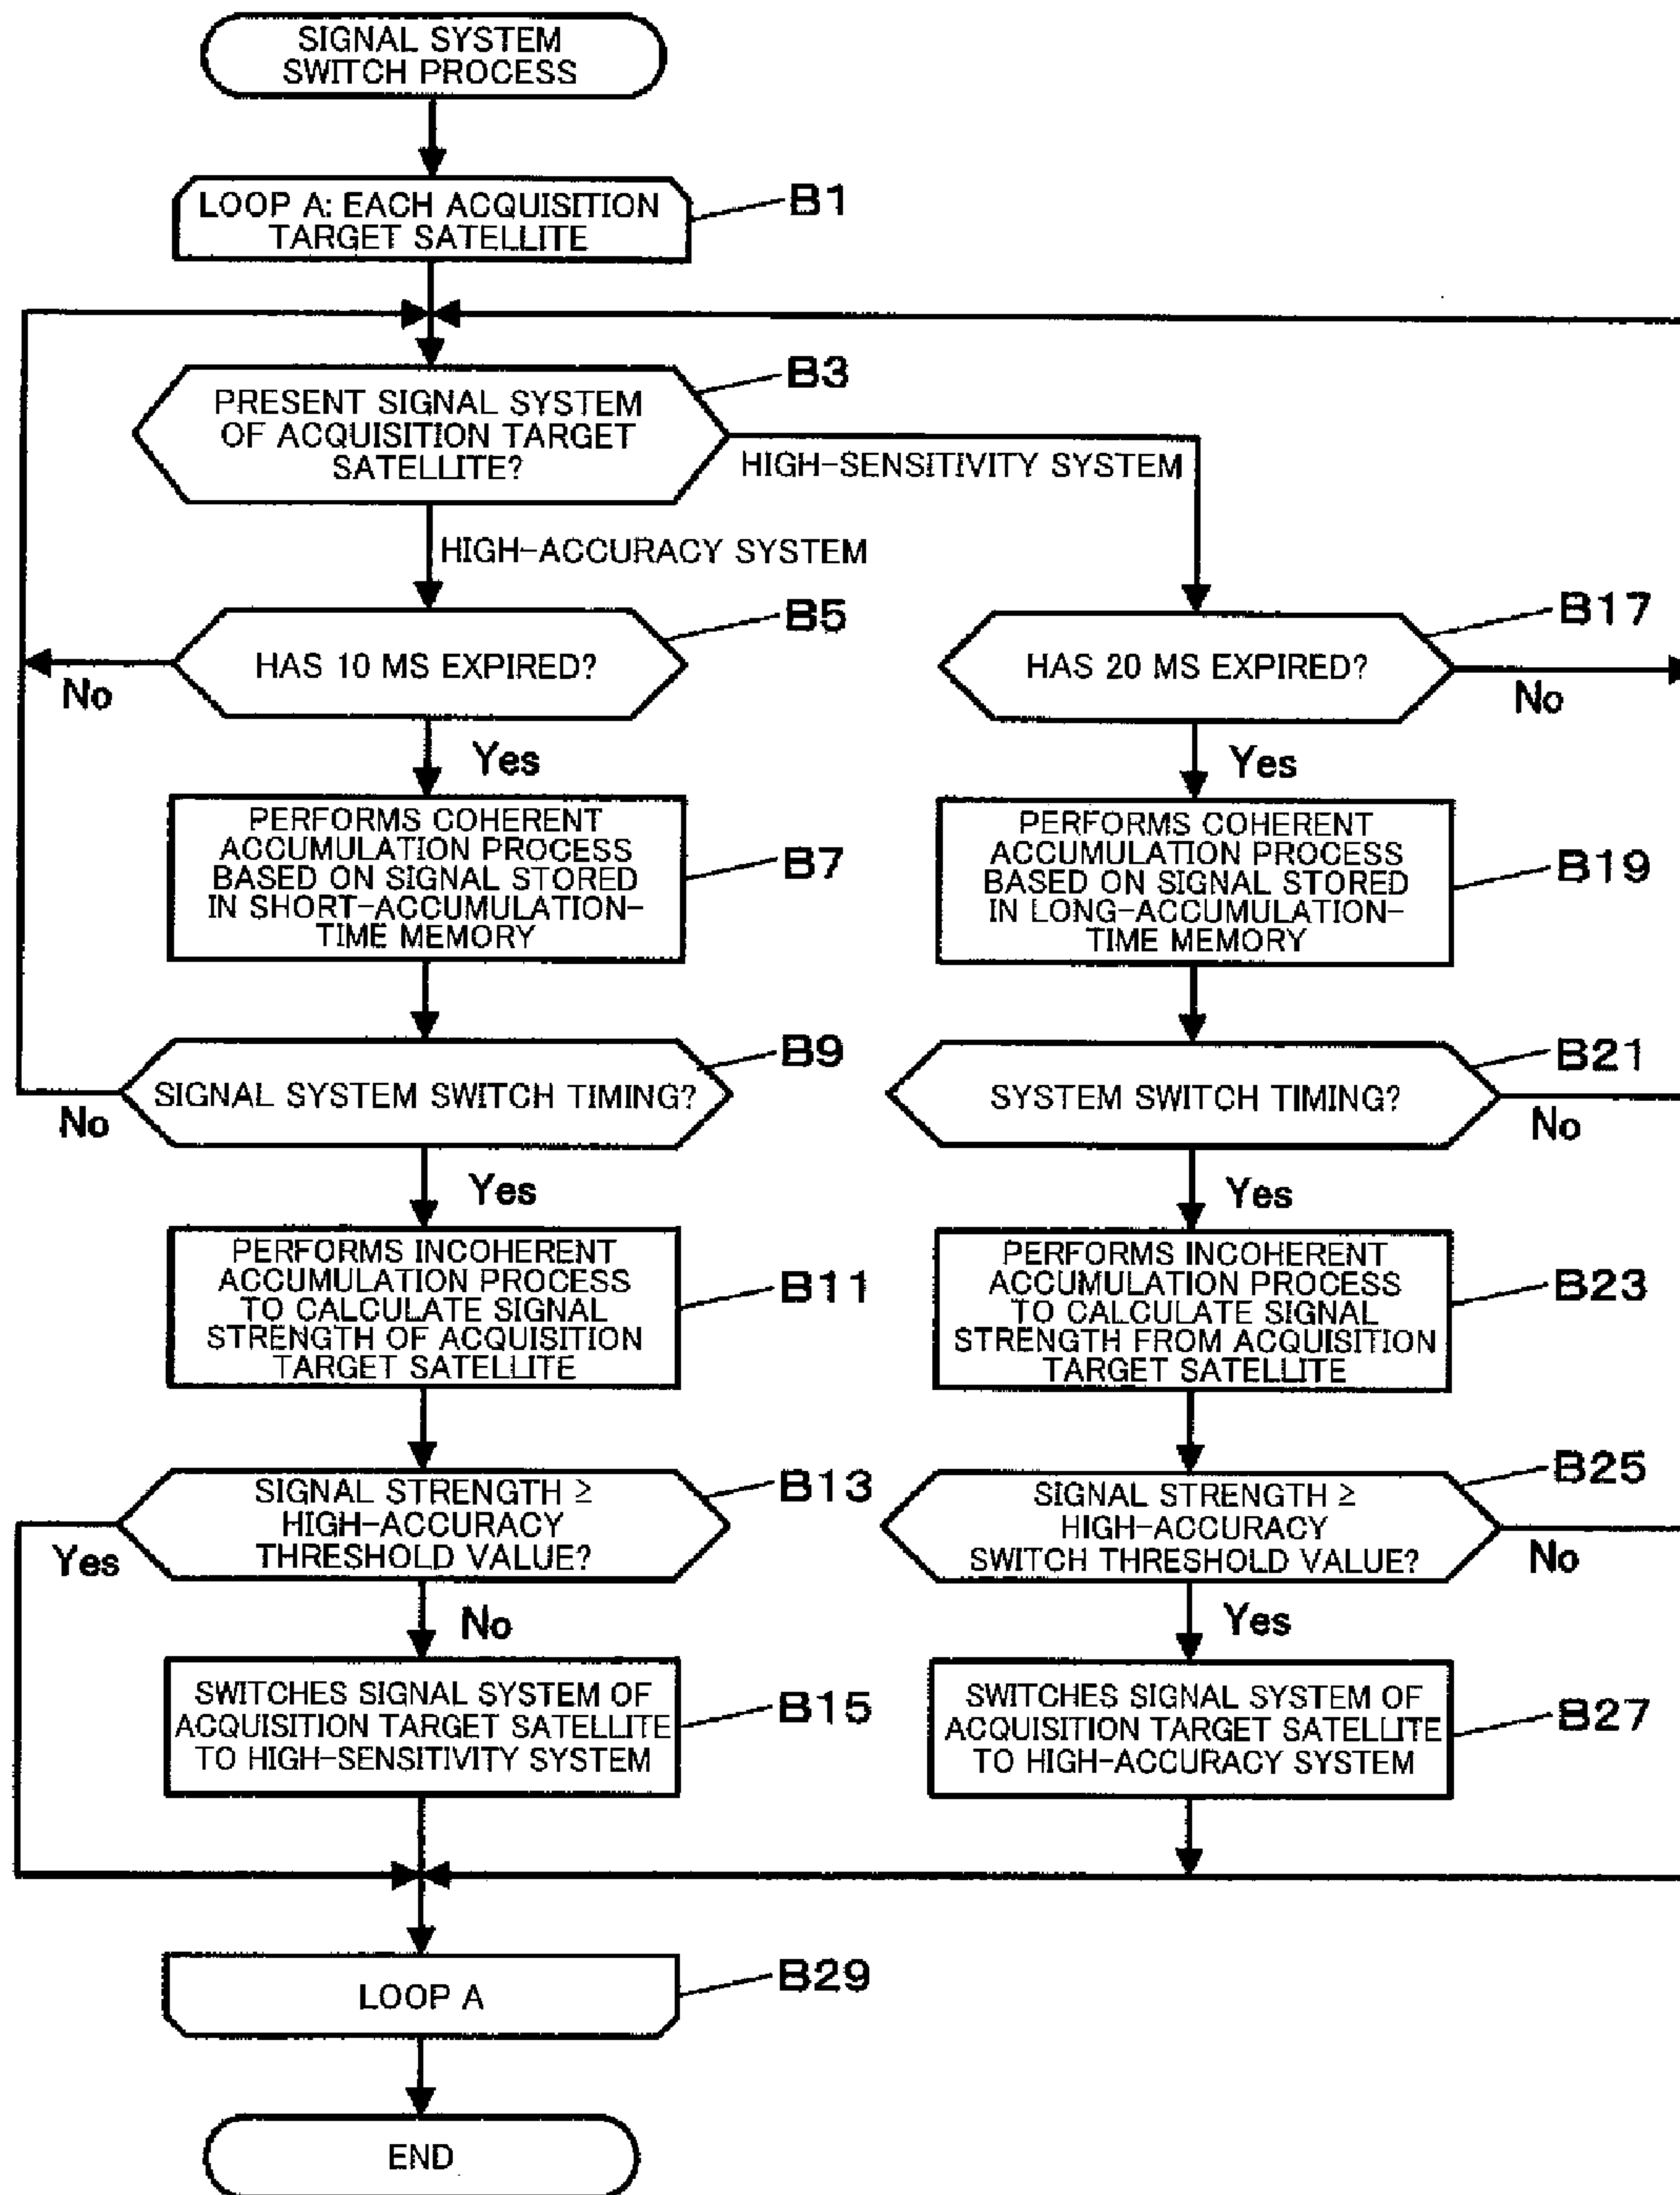 SIGNAL SYSTEM
SWITCH PROCESS
LOOP A: EACH ACQUISITION
TARGET SATELLITE
B1
PRESENT SIGNAL SYSTEM
OF ACQUISITION TARGET
SATELLITE?
B3
HIGH-SENSITIVITY SYSTEM
HIGH-ACCURACY SYSTEM
HAS 10 MS EXPIRED?
B5
No
Yes
HAS 20 MS EXPIRED?
B17
No
Yes
PERFORMS COHERENT
ACCUMULATION PROCESS
BASED ON SIGNAL STORED
IN SHORT-ACCUMULATION-
TIME MEMORY
B7
PERFORMS COHERENT
ACCUMULATION PROCESS
BASED ON SIGNAL STORED
IN LONG-ACCUMULATION-
TIME MEMORY
B19
SIGNAL SYSTEM SWITCH TIMING?
B9
No
Yes
SYSTEM SWITCH TIMING?
B21
No
Yes
PERFORMS INCOHERENT
ACCUMULATION PROCESS
TO CALCULATE SIGNAL
STRENGTH OF ACQUISITION
TARGET SATELLITE
B11
PERFORMS INCOHERENT
ACCUMULATION PROCESS
TO CALCULATE SIGNAL
STRENGTH FROM ACQUISITION
TARGET SATELLITE
B23
SIGNAL STRENGTH ≥
HIGH-ACCURACY
THRESHOLD VALUE?
B13
Yes
No
SIGNAL STRENGTH ≥
HIGH-ACCURACY
SWITCH THRESHOLD VALUE?
B25
No
Yes
SWITCHES SIGNAL SYSTEM OF
ACQUISITION TARGET SATELLITE
TO HIGH-SENSITIVITY SYSTEM
B15
SWITCHES SIGNAL SYSTEM OF
ACQUISITION TARGET SATELLITE
TO HIGH-ACCURACY SYSTEM
B27
LOOP A
B29
END